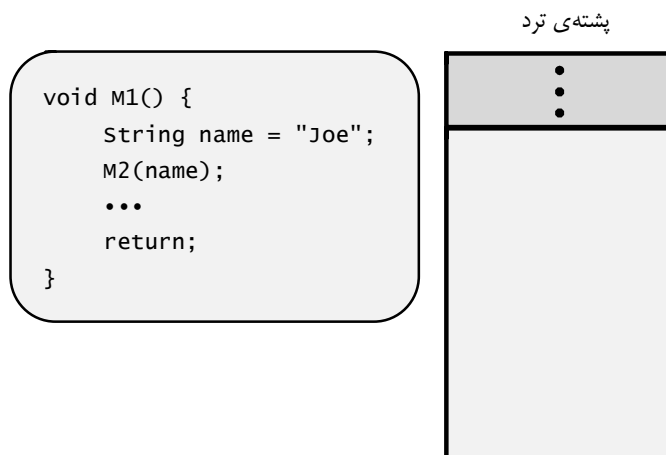 پشته‌ی ترد
void M1() {
String name = "Joe";
M2(name);
•••
return;
}